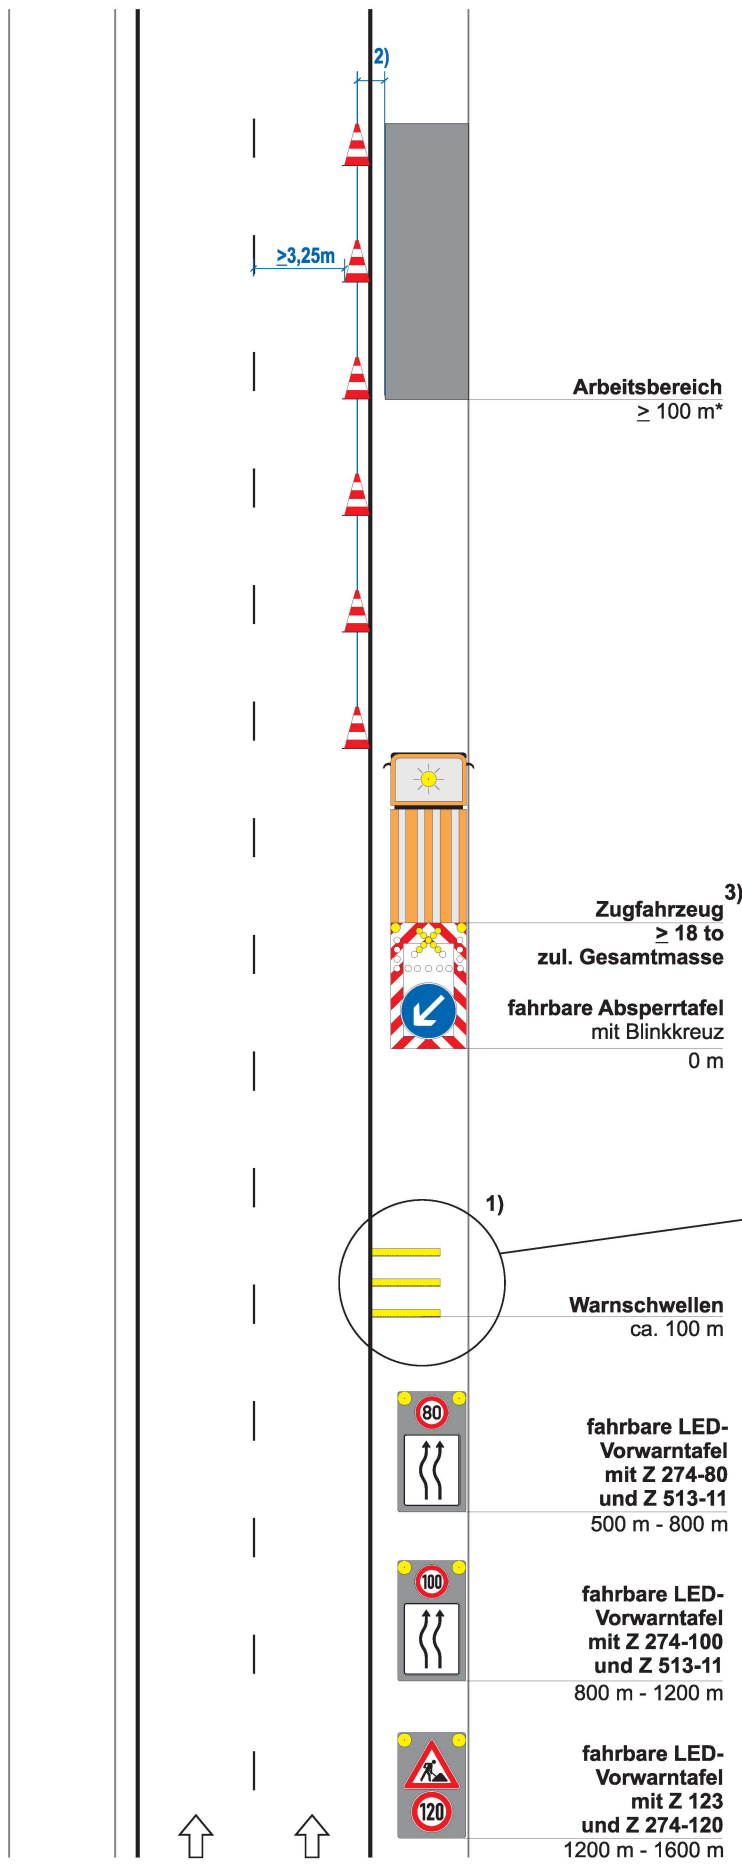 2)
≥3,25m
Arbeitsbereich
≥ 100 m*
3)
Zugfahrzeug
≥ 18 to
zul. Gesamtmasse
fahrbare Absperrtafel
mit Blinkkreuz
0 m
1)
Warnschwellen
ca. 100 m
80
fahrbare LED-
Vorwarntafel
mit Z 274-80
und Z 513-11
500 m - 800 m
100
fahrbare LED-
Vorwarntafel
mit Z 274-100
und Z 513-11
800 m - 1200 m
fahrbare LED-
Vorwarntafel
mit Z 123
und Z 274-120
120
1200 m - 1600 m